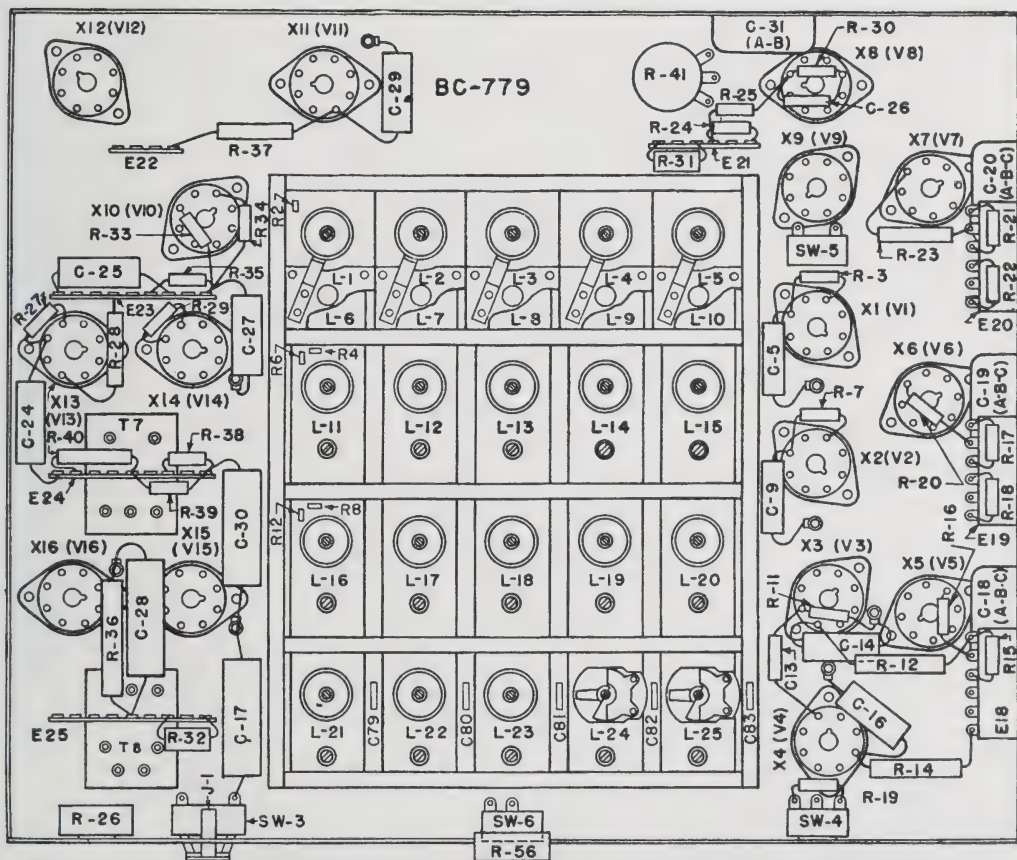 X12(V12)
X11 (V11)
C-29
BC-779
C-31
(A-B)
R-30
X8 (V8)
R-41
R-25
C-26
R-24
E22
R-37
R-31
E21
X9 (V9)
X7(V7)
C-20
(A-B-C)
R27
X10 (V10)
R-33
R-34
R-21
SW-5
R-23
C-25
R-35
L-1
L-2
L-3
L-4
L-5
R-3
R-22
R-27
E23
R-29
R-28
C-27
L-6
L-7
L-8
L-9
L-10
X1 (V1)
E20
C-5
R6
R4
X6 (V6)
C-19
(A-B-C)
C-24
X13
(V13)
X14 (V14)
R-7
R-40
T7
R-38
L-11
L-12
L-13
L-14
L-15
R-17
X2(V2)
C-9
R-20
R-18
E24
R-39
C-30
R12
R8
R-16
E19
X16 (V16)
X15
(V15)
X3 (V3)
X5(V5)
C-18
(A-B-C)
L-16
L-17
L-18
L-19
L-20
R-11
R-36
C-28
C-14
C13
R-12
R15
C-16
E18
C-17
L-21
C79
L-22
C80
L-23
C81
L-24
C82
L-25
C83
X4 (V4)
E25
T8
R-32
R-14
R-19
J-1
R-26
SW-3
SW-6
R-56
SW-4